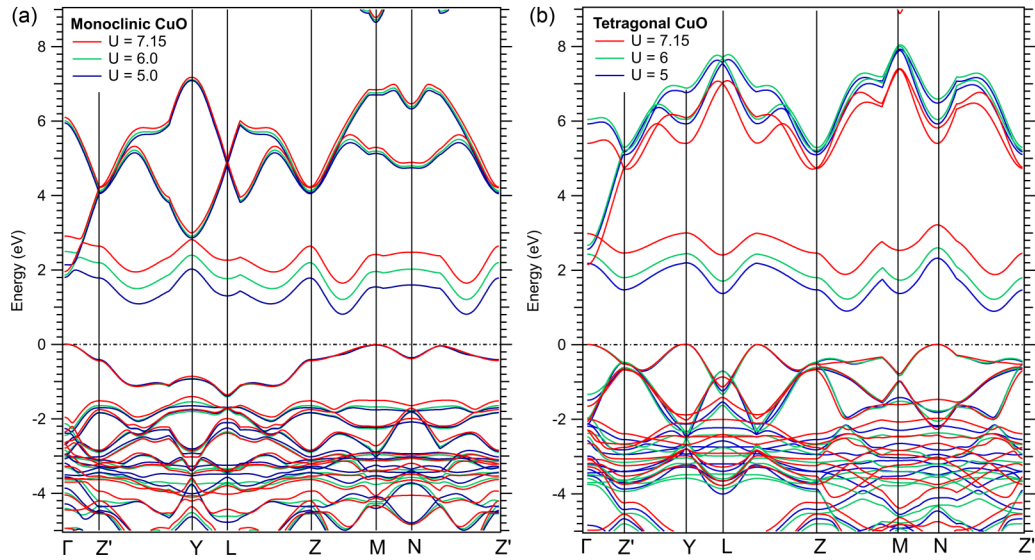 (a)
Monoclinic CuO
U = 7.15
U = 6.0
U = 5.0
Energy (eV)
8
6
4
2
0
-2
-4
Γ Z' Y L Z M N Z'
(b)
Tetragonal CuO
U = 7.15
U = 6
U = 5
Energy (eV)
8
6
4
2
0
-2
-4
Γ Z' Y L Z M N Z'